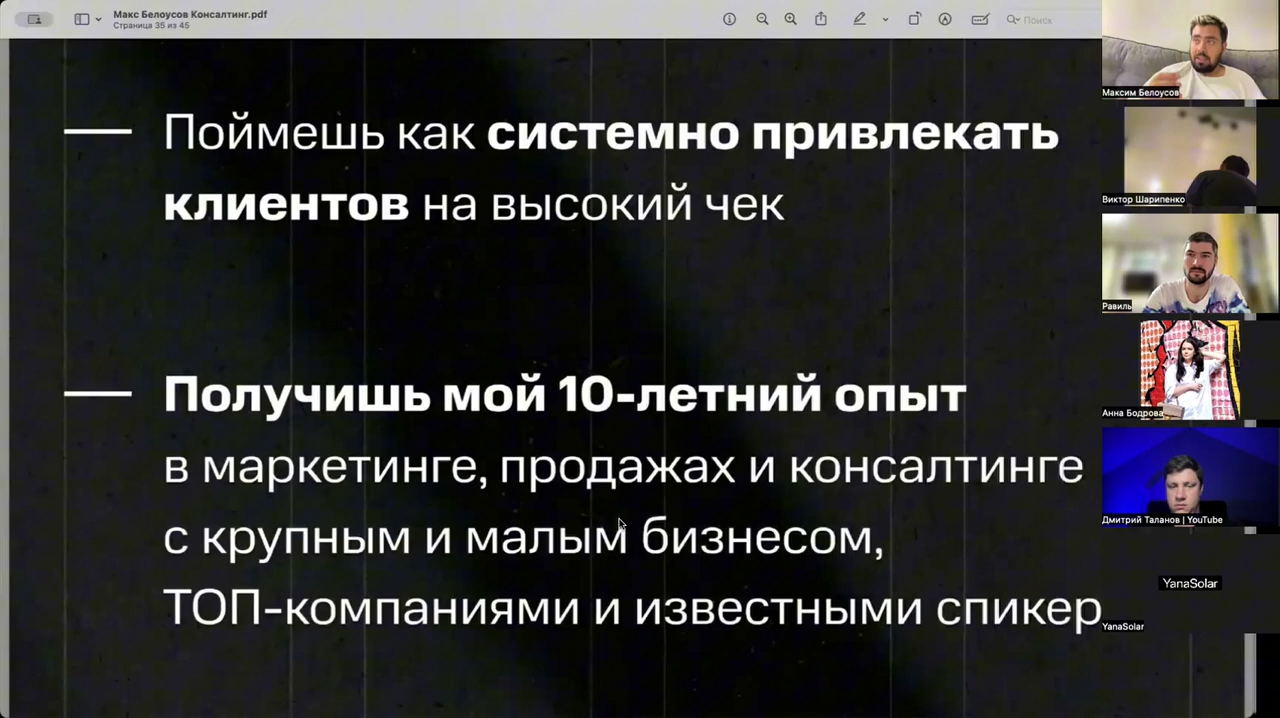 Макс Белоусов Консалтинг.pdf
Страница 35 из 45
Поиск
Поймешь как системно привлекать
клиентов на высокий чек
Получишь мой 10-летний опыт
в маркетинге, продажах и консалтинге
с крупным и малым бизнесом,
ТОП-компаниями и известными спикер
Максим Белоусов
Виктор Шарипенко
Равиль
Анна Бодрова
Дмитрий Таланов | YouTube
YanaSolar
YanaSolar